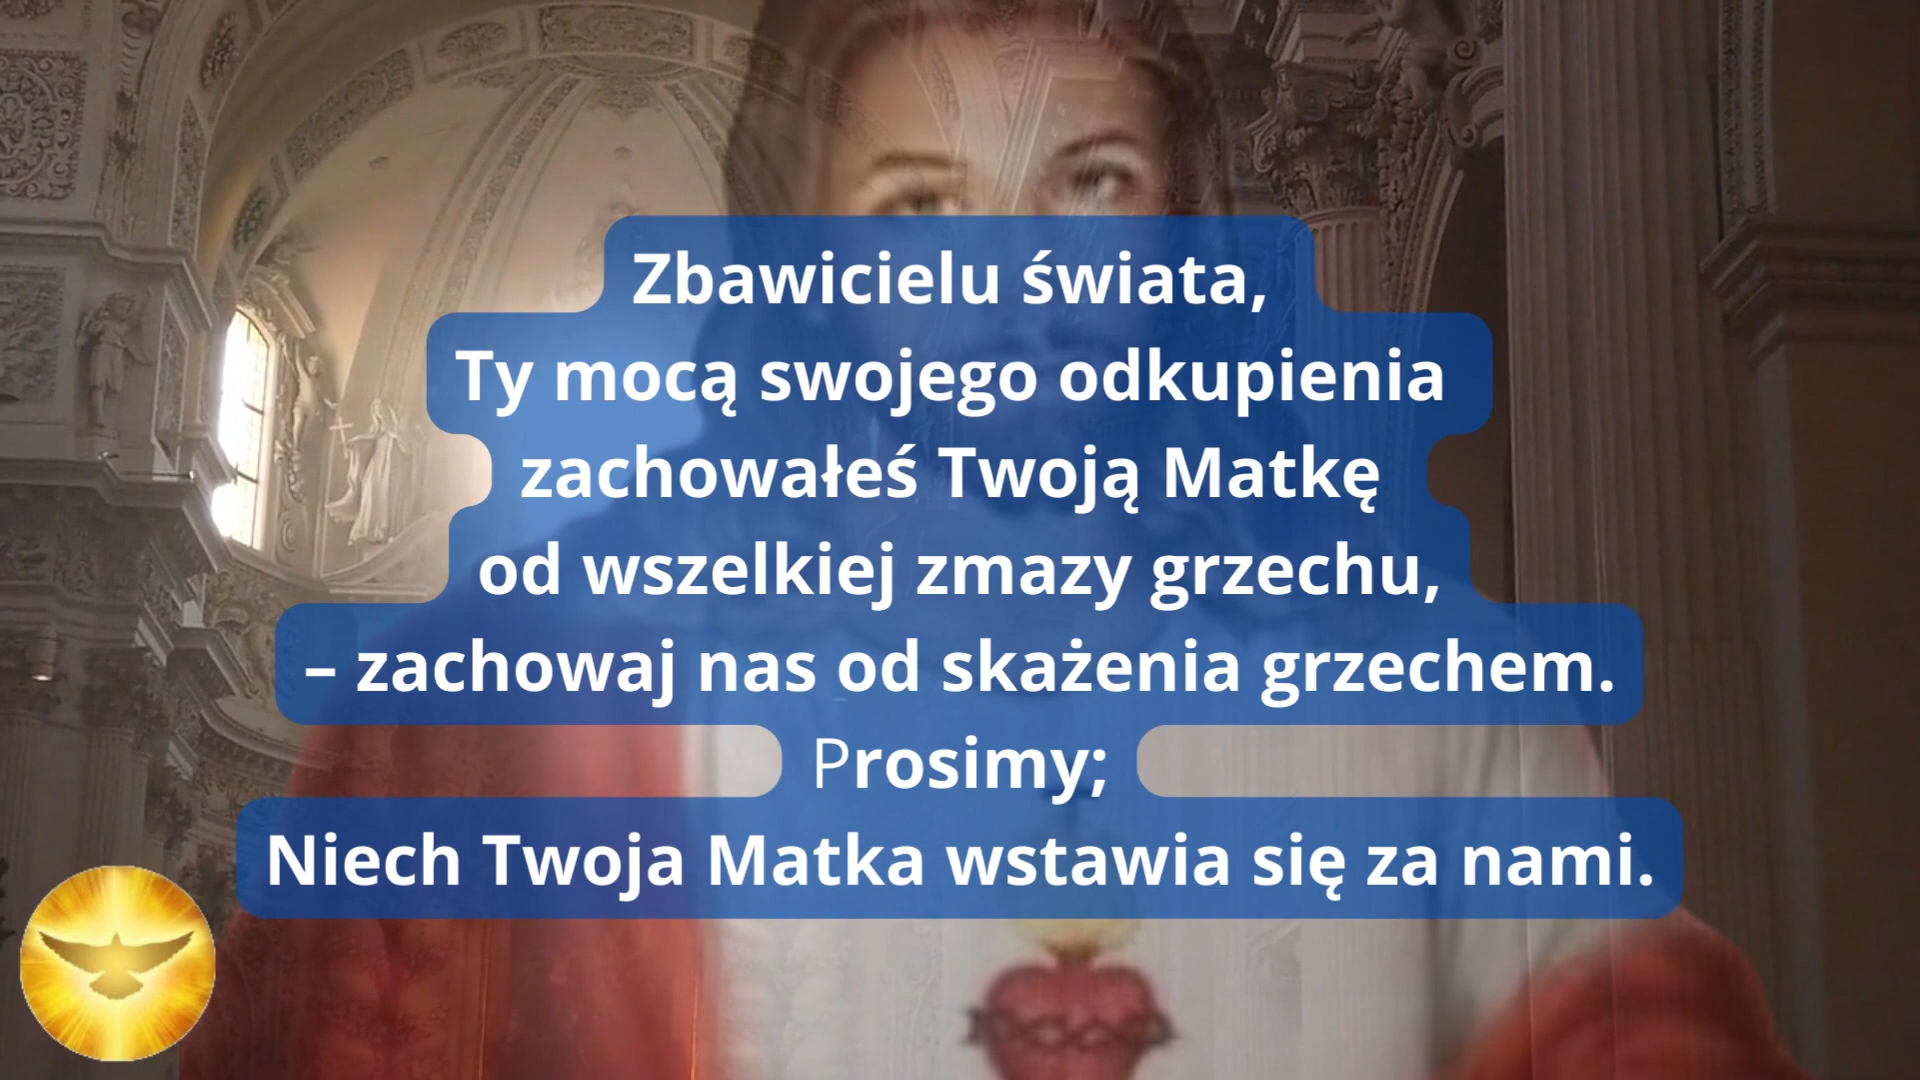 Zbawicielu świata,
Ty mocą swojego odkupienia
zachowałeś Twoją Matkę
od wszelkiej zmazy grzechu,
– zachowaj nas od skażenia grzechem.
Prosimy;
Niech Twoja Matka wstawia się za nami.